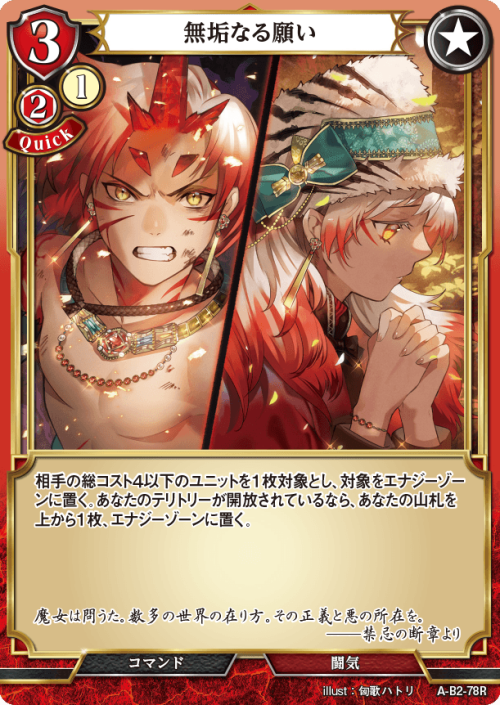 3
無垢なる願い
2
1
Quick
相手の総コスト4以下のユニットを1枚対象とし、対象をエナジーゾー
ンに置く。あなたのテリトリーが開放されているなら、あなたの山札を
上から1枚、エナジーゾーンに置く。
魔女は問うた。数多の世界の在り方。その正義と悪の所在を。
――禁忌の断章より
コマンド
闘気
illust：匈歌ハトリ
A-B2-78R